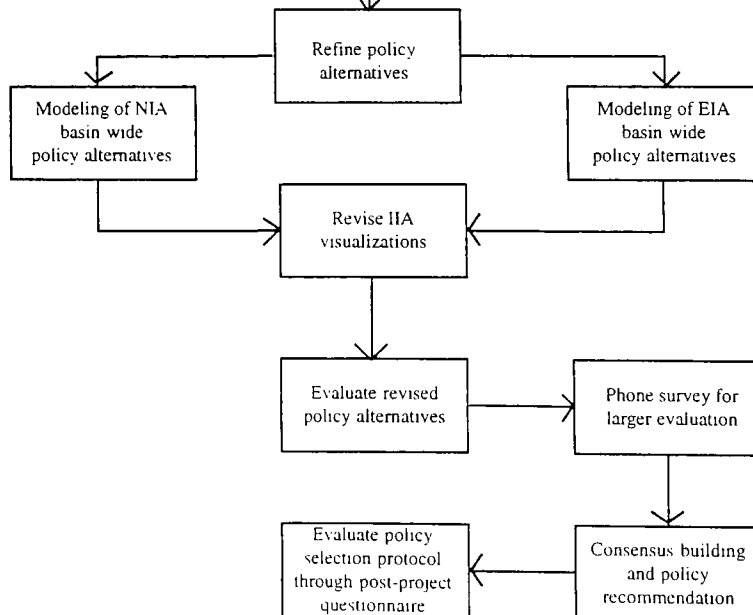 Refine policy
alternatives
Modeling of NIA
basin wide
policy alternatives
Modeling of EIA
basin wide
policy alternatives
Revise IIA
visualizations
Evaluate revised
policy alternatives
Phone survey for
larger evaluation
Evaluate policy
selection protocol
through post-project
questionnaire
Consensus building
and policy
recommendation